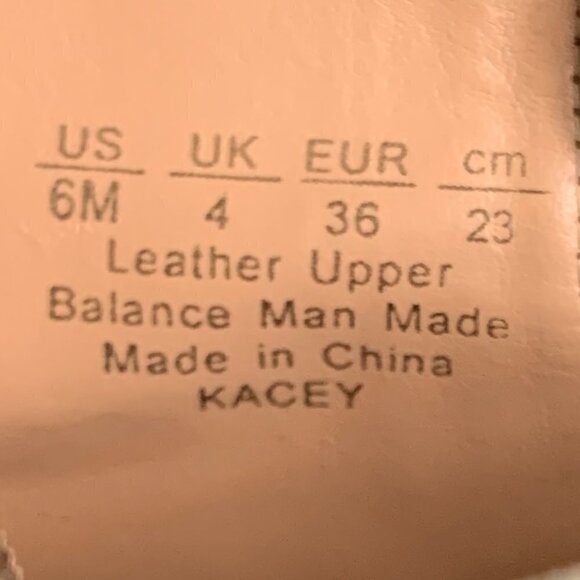 US UK EUR cm
6M 4 36 23
Leather Upper
Balance Man Made
Made in China
KACEY